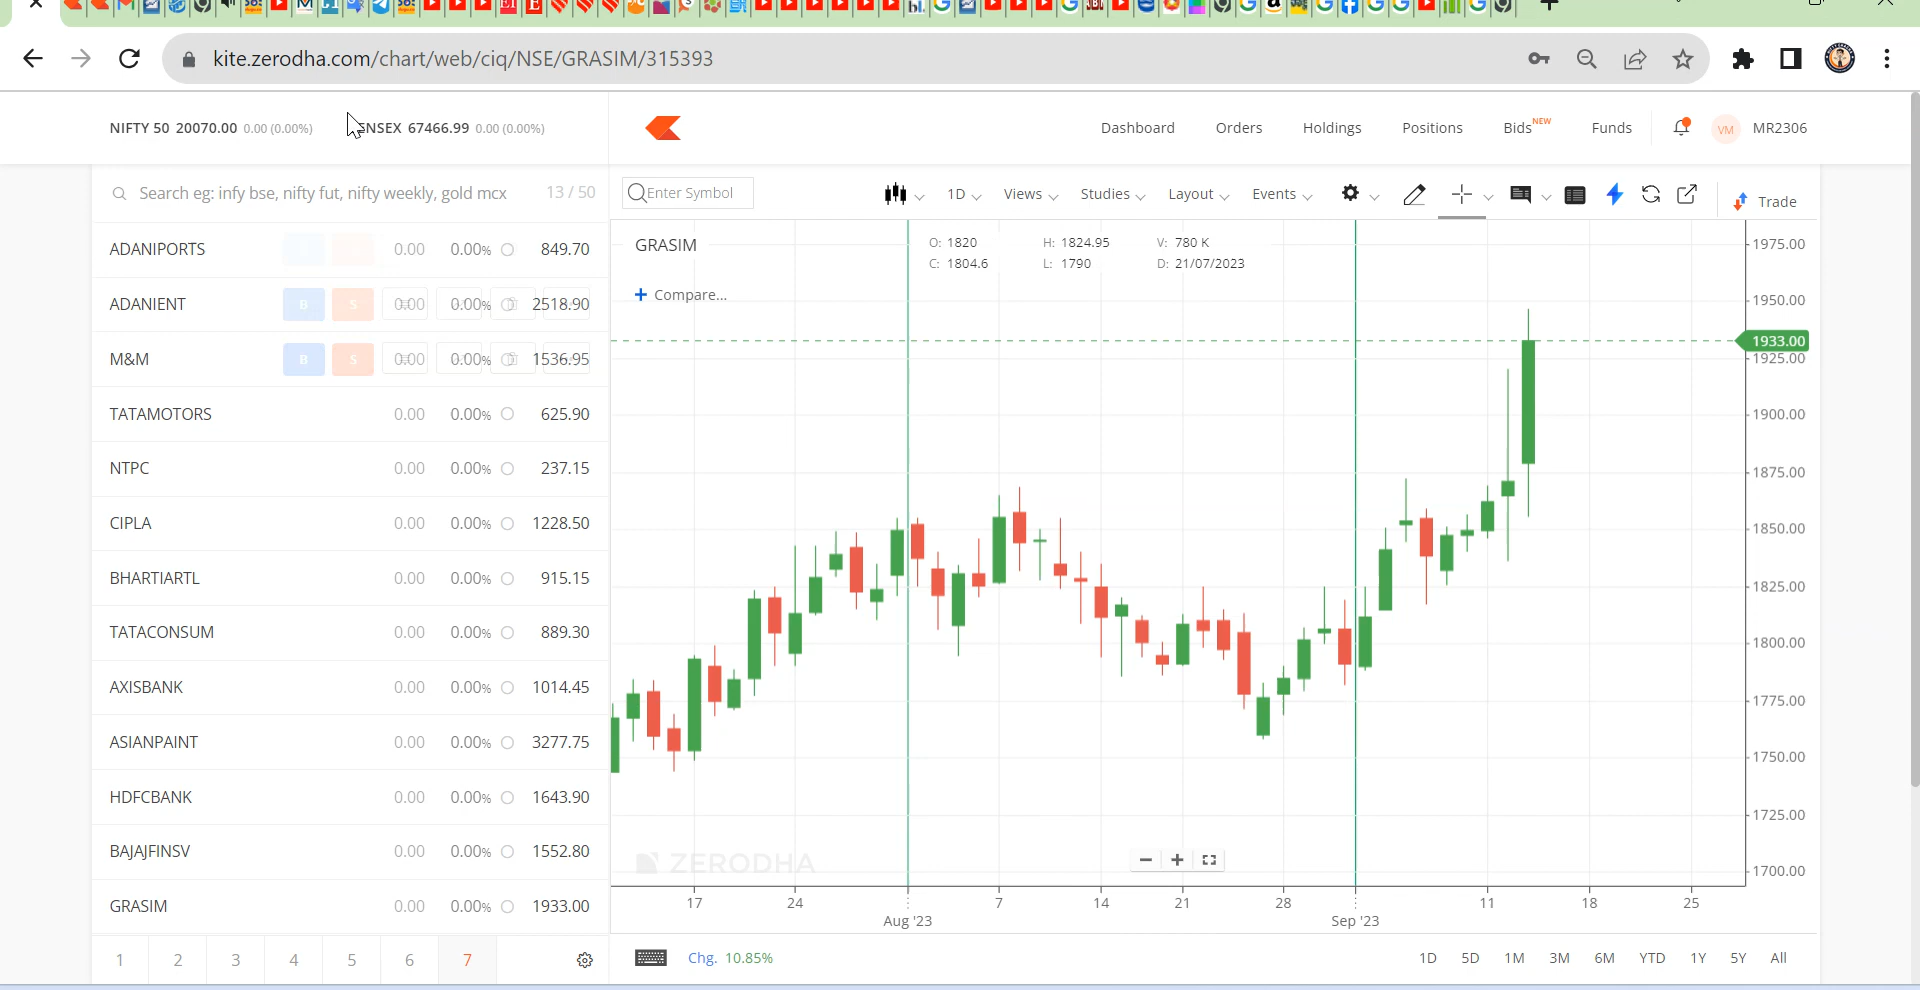 kite.zerodha.com/chart/web/ciq/NSE/GRASIM/315393
NIFTY 50 20070.00 0.00 (0.00%) ENSEX 67466.99 0.00 (0.00%)
Dashboard Orders Holdings Positions Bids NEW Funds VM MR2306
Search eg: infy bse, nifty fut, nifty weekly, gold mcx 13 / 50
Enter Symbol 1D Views Studies Layout Events Trade
ADANIPORTS 0.00 0.00% 849.70
ADANIENT B S 0.00 0.00% 2518.90
M&M B S 0.00 0.00% 1536.95
TATAMOTORS 0.00 0.00% 625.90
NTPC 0.00 0.00% 237.15
CIPLA 0.00 0.00% 1228.50
BHARTIARTL 0.00 0.00% 915.15
TATACONSUM 0.00 0.00% 889.30
AXISBANK 0.00 0.00% 1014.45
ASIANPAINT 0.00 0.00% 3277.75
HDFCBANK 0.00 0.00% 1643.90
BAJAJFINSV 0.00 0.00% 1552.80
GRASIM 0.00 0.00% 1933.00
1 2 3 4 5 6 7
GRASIM
O: 1820 H: 1824.95 V: 780 K
C: 1804.6 L: 1790 D: 21/07/2023
+ Compare...
1975.00
1950.00
1933.00
1925.00
1900.00
1875.00
1850.00
1825.00
1800.00
1775.00
1750.00
1725.00
1700.00
ZERODHA
17 24 7 14 21 28 11 18 25
Aug '23 Sep '23
Chg. 10.85% 1D 5D 1M 3M 6M YTD 1Y 5Y All